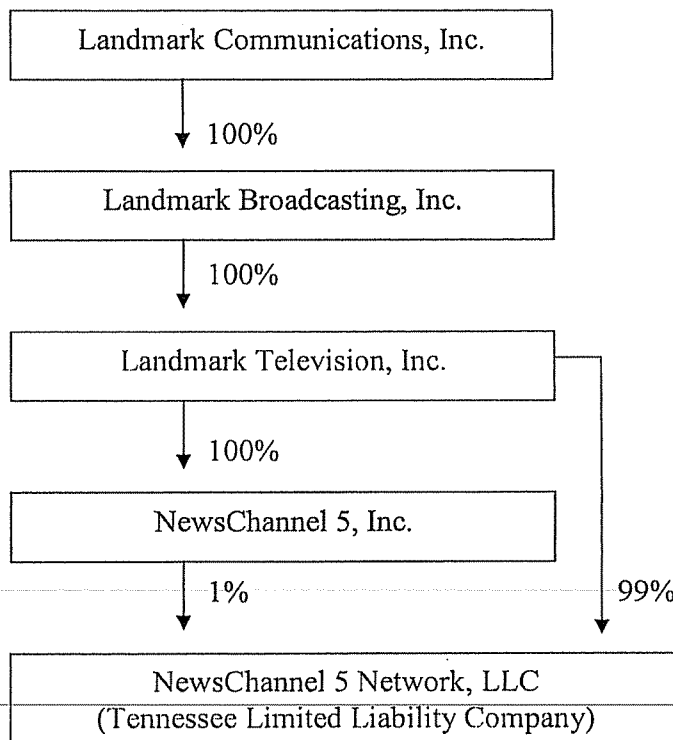 Landmark Communications, Inc.
100%
Landmark Broadcasting, Inc.
100%
Landmark Television, Inc.
100%
NewsChannel 5, Inc.
1%
99%
NewsChannel 5 Network, LLC
(Tennessee Limited Liability Company)